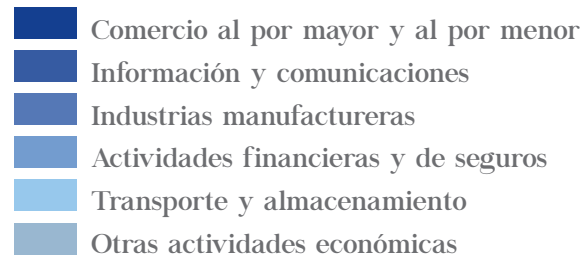 Comercio al por mayor y al por menor
Información y comunicaciones
Industrias manufactureras
Actividades financieras y de seguros
Transporte y almacenamiento
Otras actividades económicas